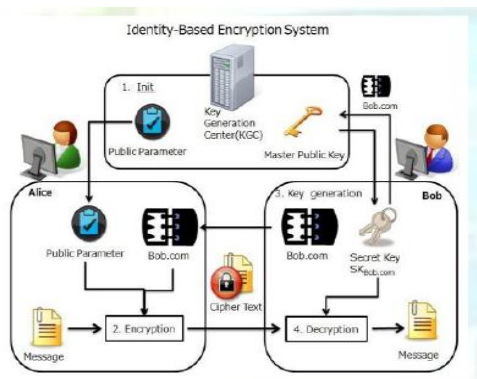 Identity-Based Encryption System
1. Init
Key
Generation
Center(KGC)
Bob.com
Public Parameter
Master Public Key
Alice
3. Key generation
Bob
Public Parameter
Bob.com
Bob.com
Secret Key
SKBob.com
Cipher Text
2. Encryption
4. Decryption
Message
Message